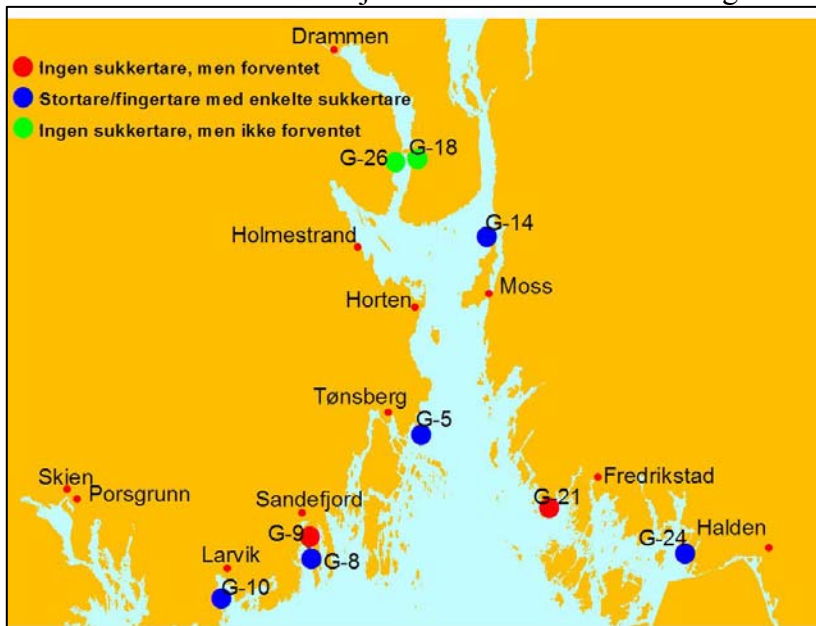 Drammen
Ingen sukkertare, men forventet
Stortare/fingertare med enkelte sukkertare
Ingen sukkertare, men ikke forventet
G-26 G-18
G-14
Holmestrand
Moss
Horten
Tønsberg
G-5
Skien
Porsgrunn
Fredrikstad
Sandefjord
G-21
G-9
Halden
G-24
G-8
Larvik
G-10